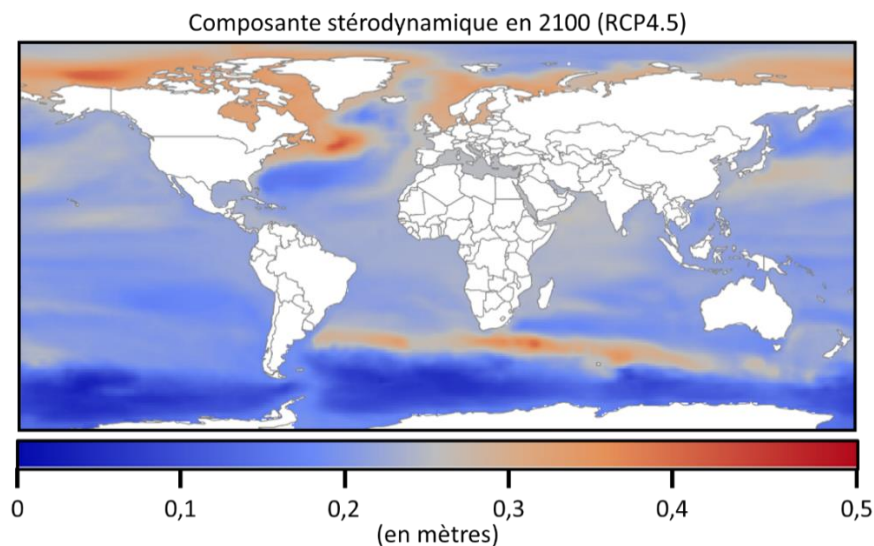 Composante stérodynamique en 2100 (RCP4.5)
0 0,1 0,2 0,3 0,4 0,5
(en mètres)